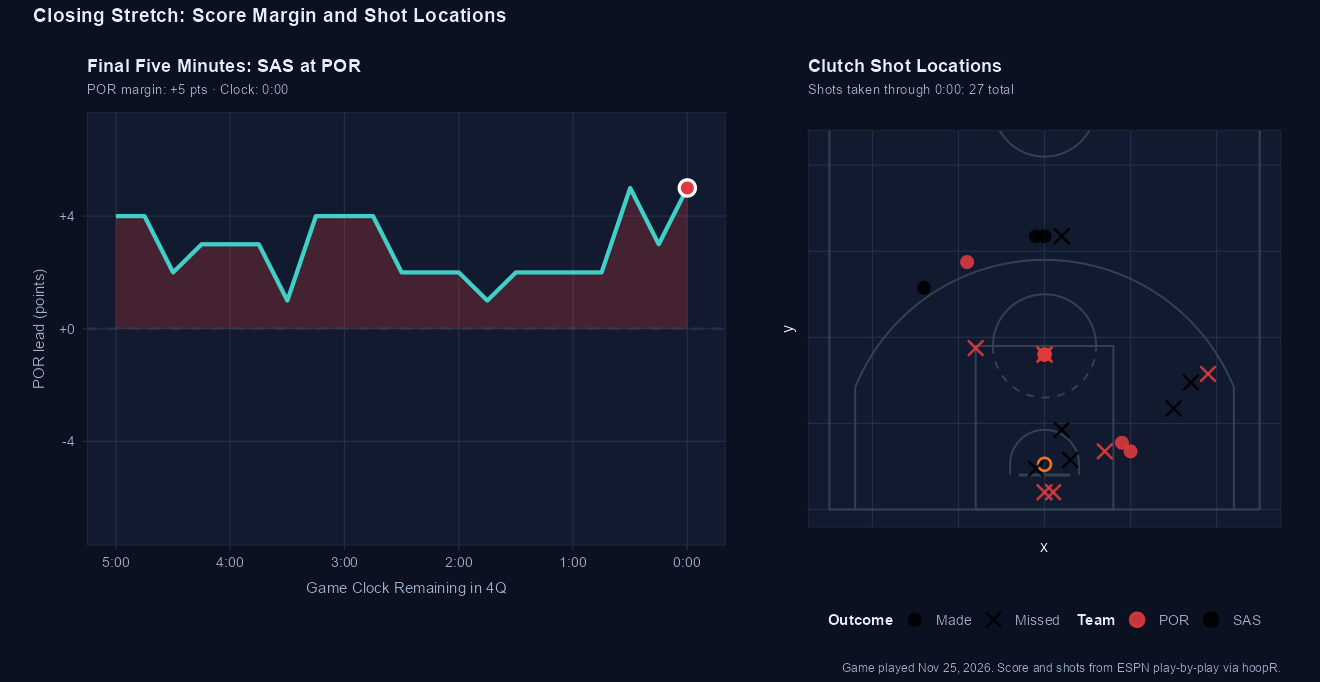 Closing Stretch: Score Margin and Shot Locations
Final Five Minutes: SAS at POR
POR margin: +5 pts · Clock: 0:00
POR lead (points)
+4
+0
-4
5:00 4:00 3:00 2:00 1:00 0:00
Game Clock Remaining in 4Q
Clutch Shot Locations
Shots taken through 0:00: 27 total
y
x
Outcome Made Missed Team POR SAS
Game played Nov 25, 2026. Score and shots from ESPN play-by-play via hoopR.